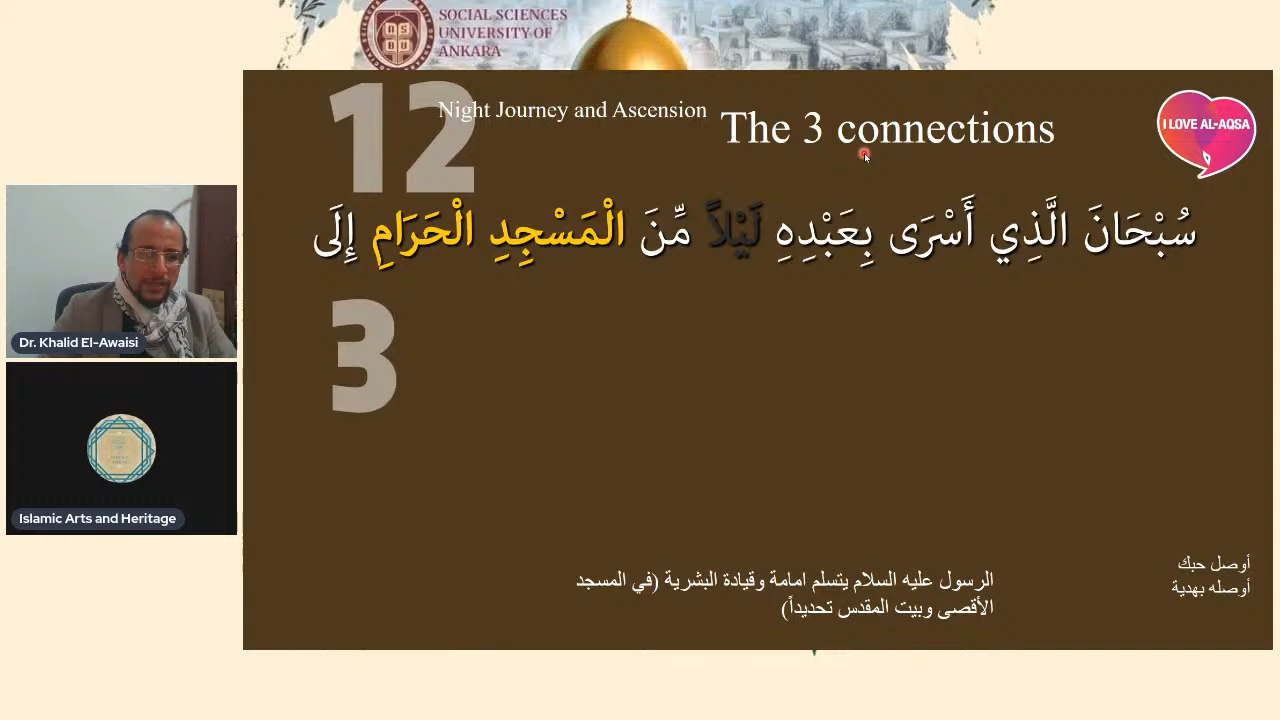 SOCIAL SCIENCES
UNIVERSITY OF
ANKARA
12
Night Journey and Ascension
The 3 connections
I LOVE AL-AQSA
سُبْحَانَ الَّذِي أَسْرَى بِعَبْدِهِ لَيْلاً مِّنَ الْمَسْجِدِ الْحَرَامِ إِلَى
3
Dr. Khalid El-Awaisi
Islamic Arts and Heritage
أوصل حبك
أوصله بهدية
الرسول عليه السلام يتسلم امامة وقيادة البشرية (في المسجد
الأقصى وبيت المقدس تحديداً)